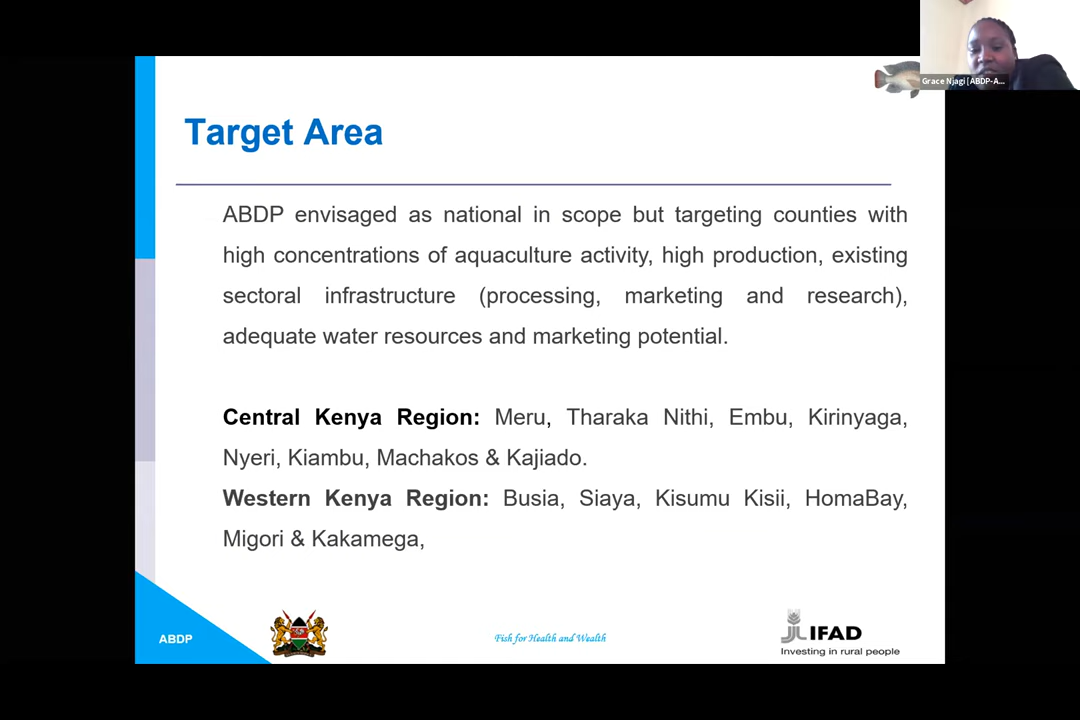 Grace Njagi [ABDP-A...
Target Area
ABDP envisaged as national in scope but targeting counties with
high concentrations of aquaculture activity, high production, existing
sectoral infrastructure (processing, marketing and research),
adequate water resources and marketing potential.
Central Kenya Region: Meru, Tharaka Nithi, Embu, Kirinyaga,
Nyeri, Kiambu, Machakos & Kajiado.
Western Kenya Region: Busia, Siaya, Kisumu Kisii, HomaBay,
Migori & Kakamega,
ABDP
Fish for Health and Wealth
IFAD
Investing in rural people